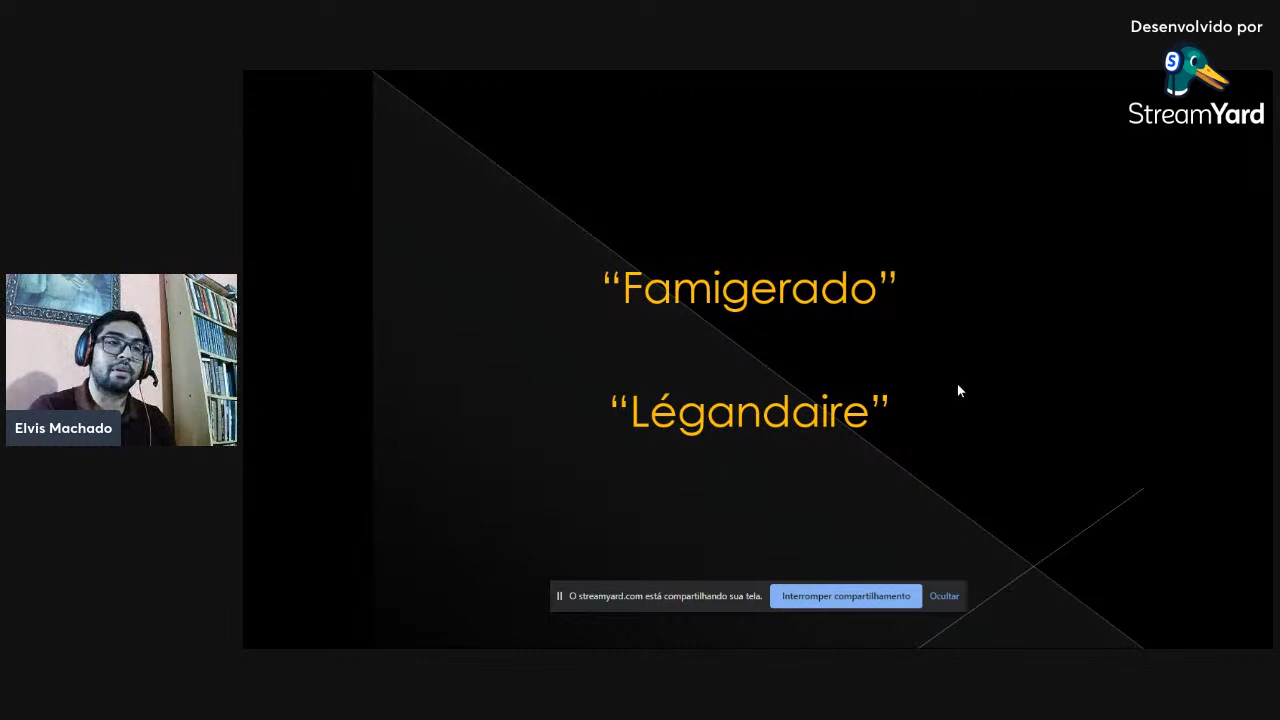 Desenvolvido por
StreamYard
“Famigerado”
“Légandaire”
Elvis Machado
O streamyard.com está compartilhando sua tela.
Interromper compartilhamento
Ocultar